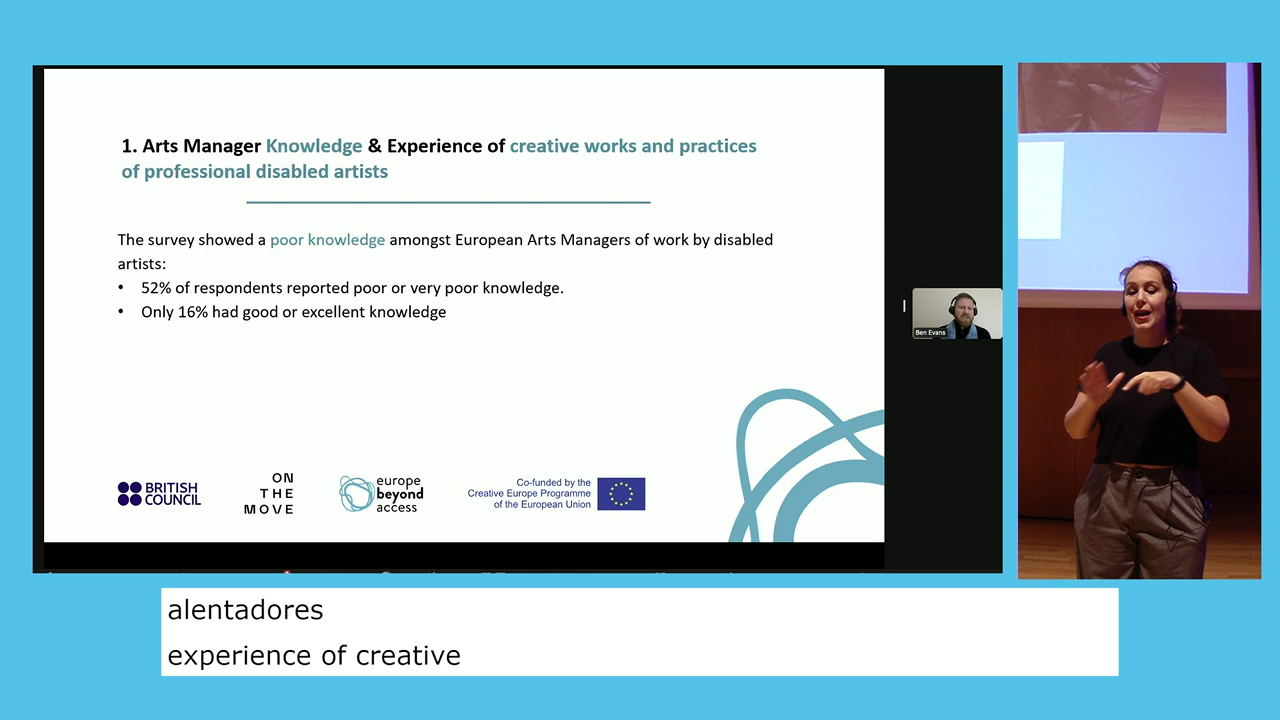 1. Arts Manager Knowledge & Experience of creative works and practices
of professional disabled artists
The survey showed a poor knowledge amongst European Arts Managers of work by disabled
artists:
• 52% of respondents reported poor or very poor knowledge.
• Only 16% had good or excellent knowledge
BRITISH
COUNCIL
ON
THE
MOVE
europe
beyond
access
Co-funded by the
Creative Europe Programme
of the European Union
Ben Evans
alentadores
experience of creative